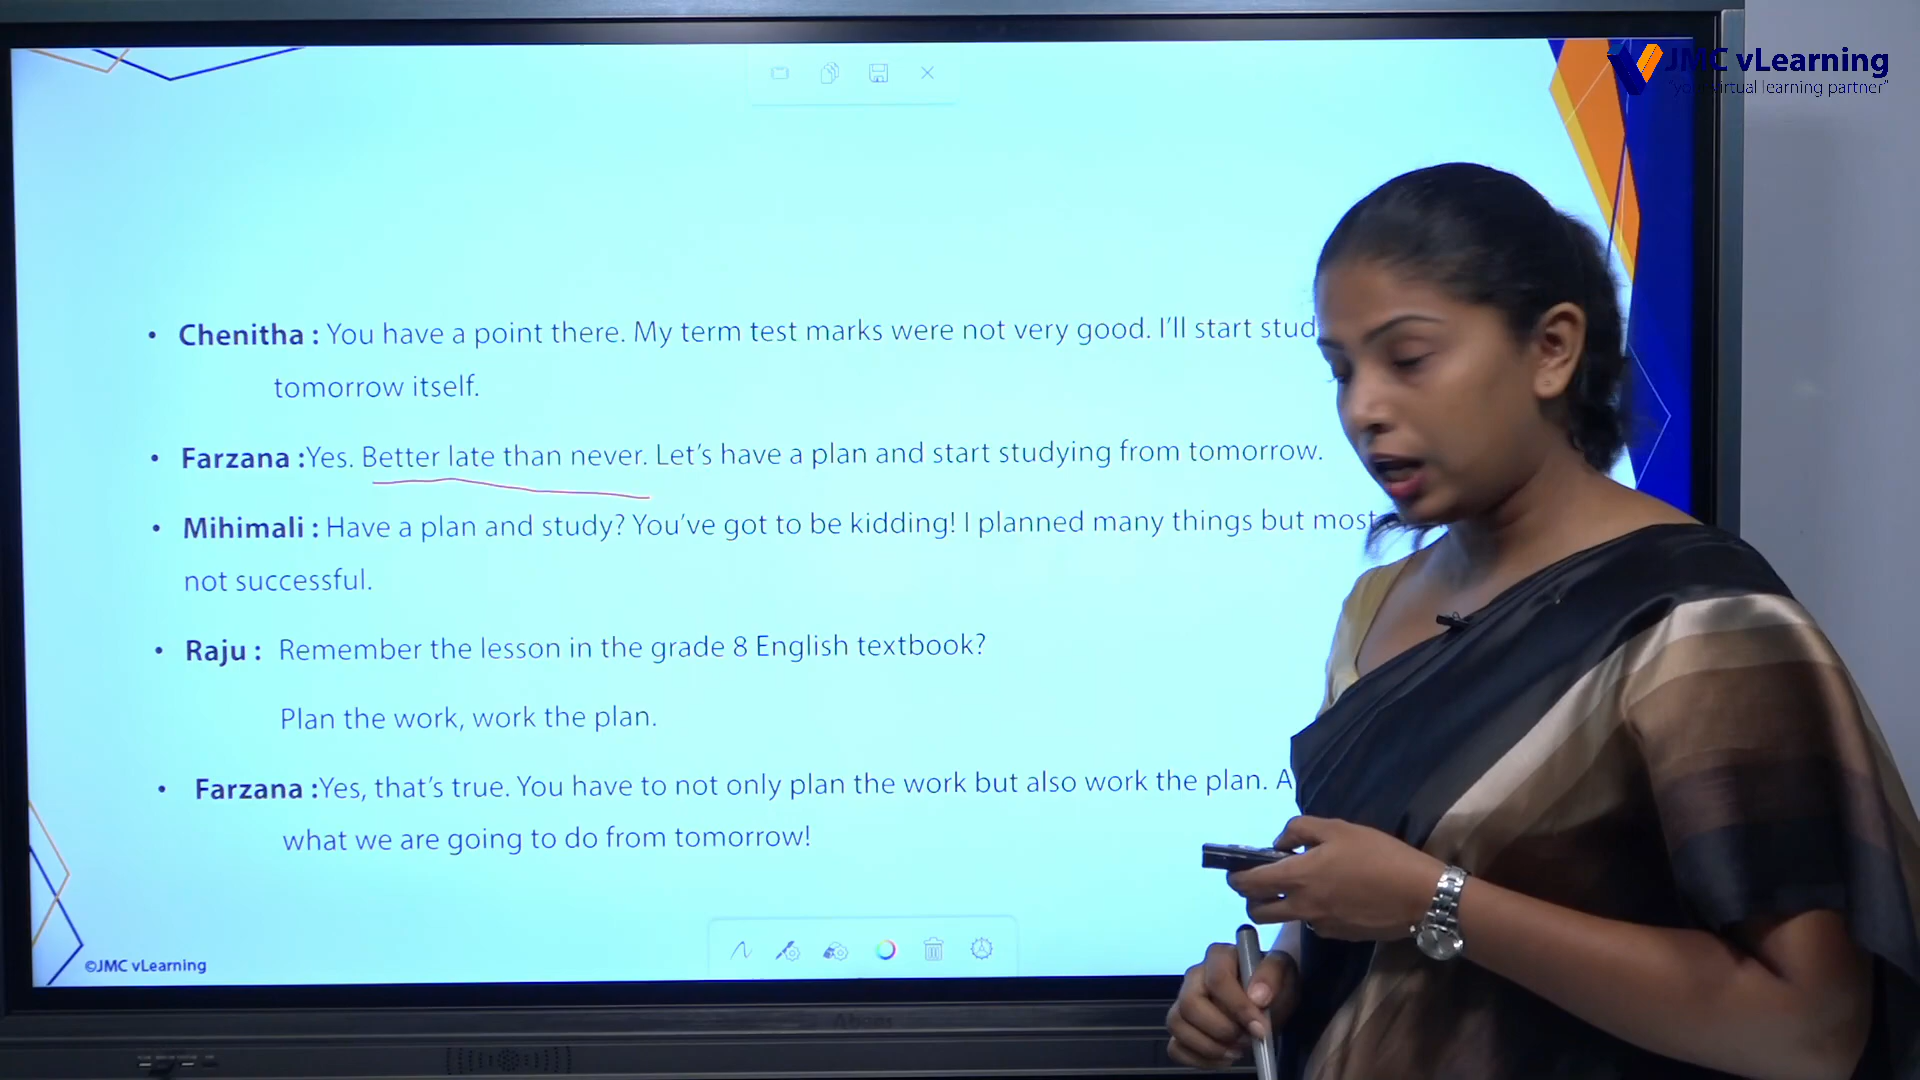 JMC vLearning
"your virtual learning partner"
• Chenitha : You have a point there. My term test marks were not very good. I'll start
tomorrow itself.
• Farzana :Yes. Better late than never. Let's have a plan and start studying from tomorrow.
• Mihimali : Have a plan and study? You've got to be kidding! I planned many things but most
not successful.
• Raju : Remember the lesson in the grade 8 English textbook?
Plan the work, work the plan.
• Farzana :Yes, that's true. You have to not only plan the work but also work the plan.
what we are going to do from tomorrow!
©JMC vLearning